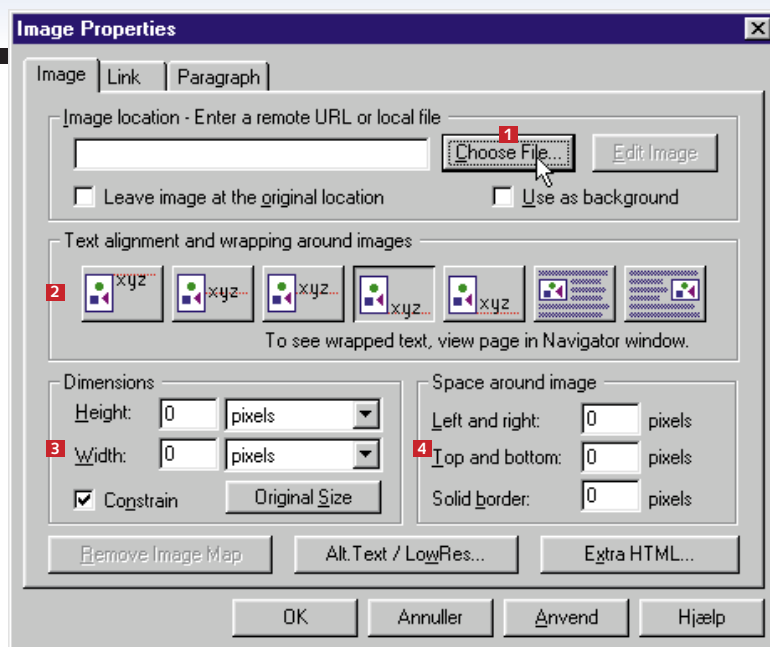 Image Properties
Image Link Paragraph
Image location - Enter a remote URL or local file
1
Choose File... Edit Image
Leave image at the original location Use as background
Text alignment and wrapping around images
2 xyz xyz xyz xyz xyz
To see wrapped text, view page in Navigator window.
Dimensions Space around image
Height: 0 pixels Left and right: 0 pixels
3 Width: 0 pixels 4 Top and bottom: 0 pixels
Constrain Original Size Solid border: 0 pixels
Remove Image Map Alt.Text / LowRes... Extra HTML...
OK Annuller Anvend Hjælp